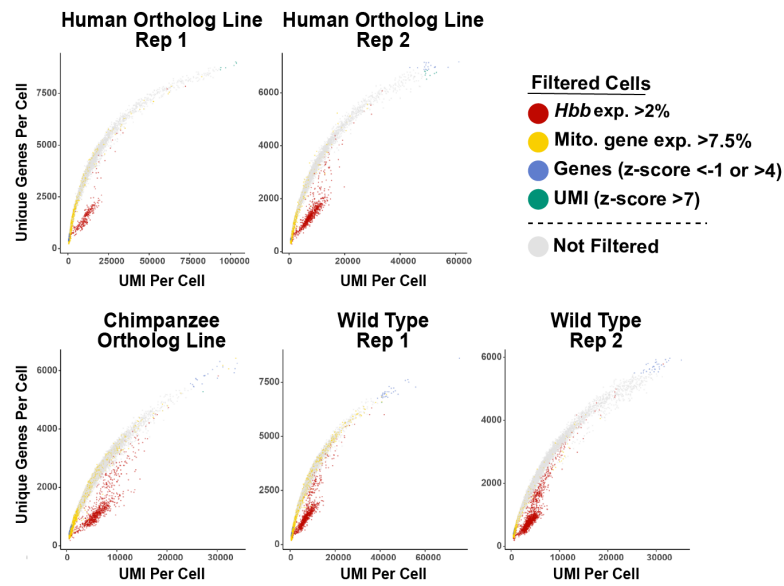 Human Ortholog Line
Rep 1
Human Ortholog Line
Rep 2
Unique Genes Per Cell
7500
5000
2500
0
0
25000
50000
75000
100000
UMI Per Cell
6000
4000
2000
0
0
20000
40000
60000
UMI Per Cell
Filtered Cells
Hbb exp. >2%
Mito. gene exp. >7.5%
Genes (z-score <-1 or >4)
UMI (z-score >7)
Not Filtered
Chimpanzee
Ortholog Line
Wild Type
Rep 1
Wild Type
Rep 2
Unique Genes Per Cell
6000
4000
2000
0
0
10000
20000
30000
UMI Per Cell
7500
5000
2500
0
0
20000
40000
60000
UMI Per Cell
6000
4000
2000
0
0
10000
20000
30000
UMI Per Cell